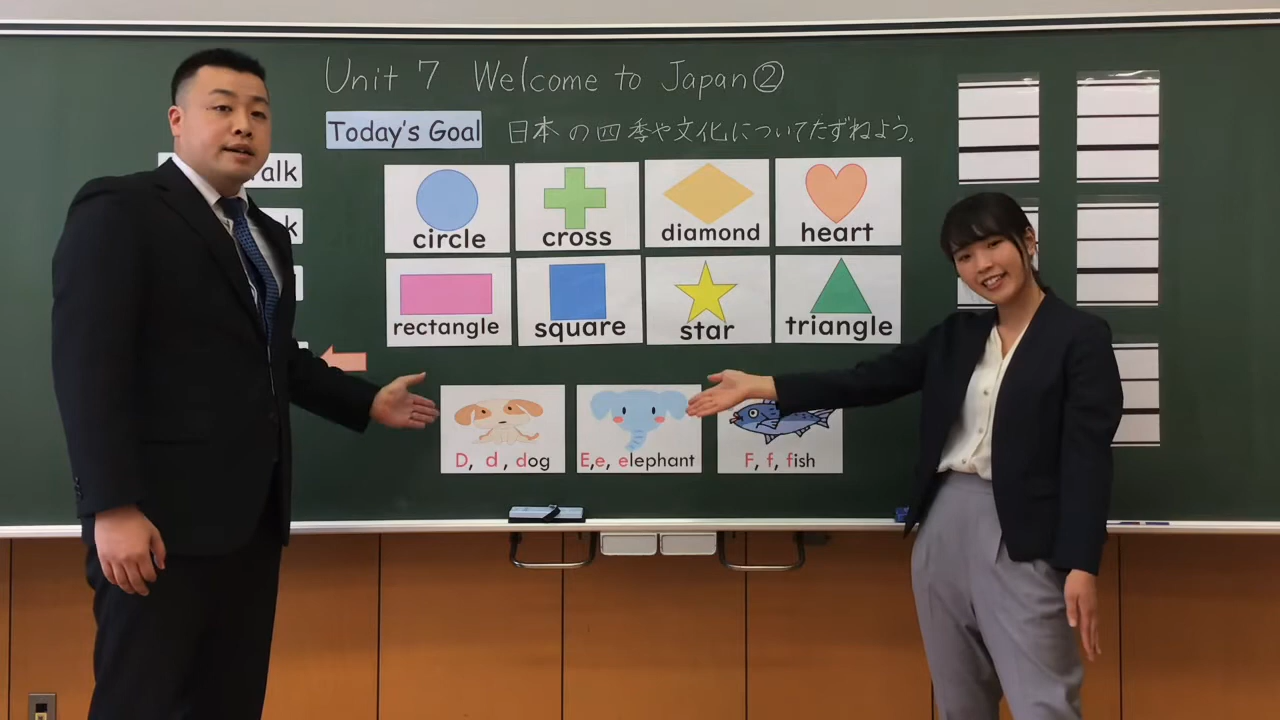 Unit 7 Welcome to Japan②
Today's Goal 日本の四季や文化についてたずねよう。
circle cross diamond heart
rectangle square star triangle
D, d, dog E,e, elephant F, f, fish